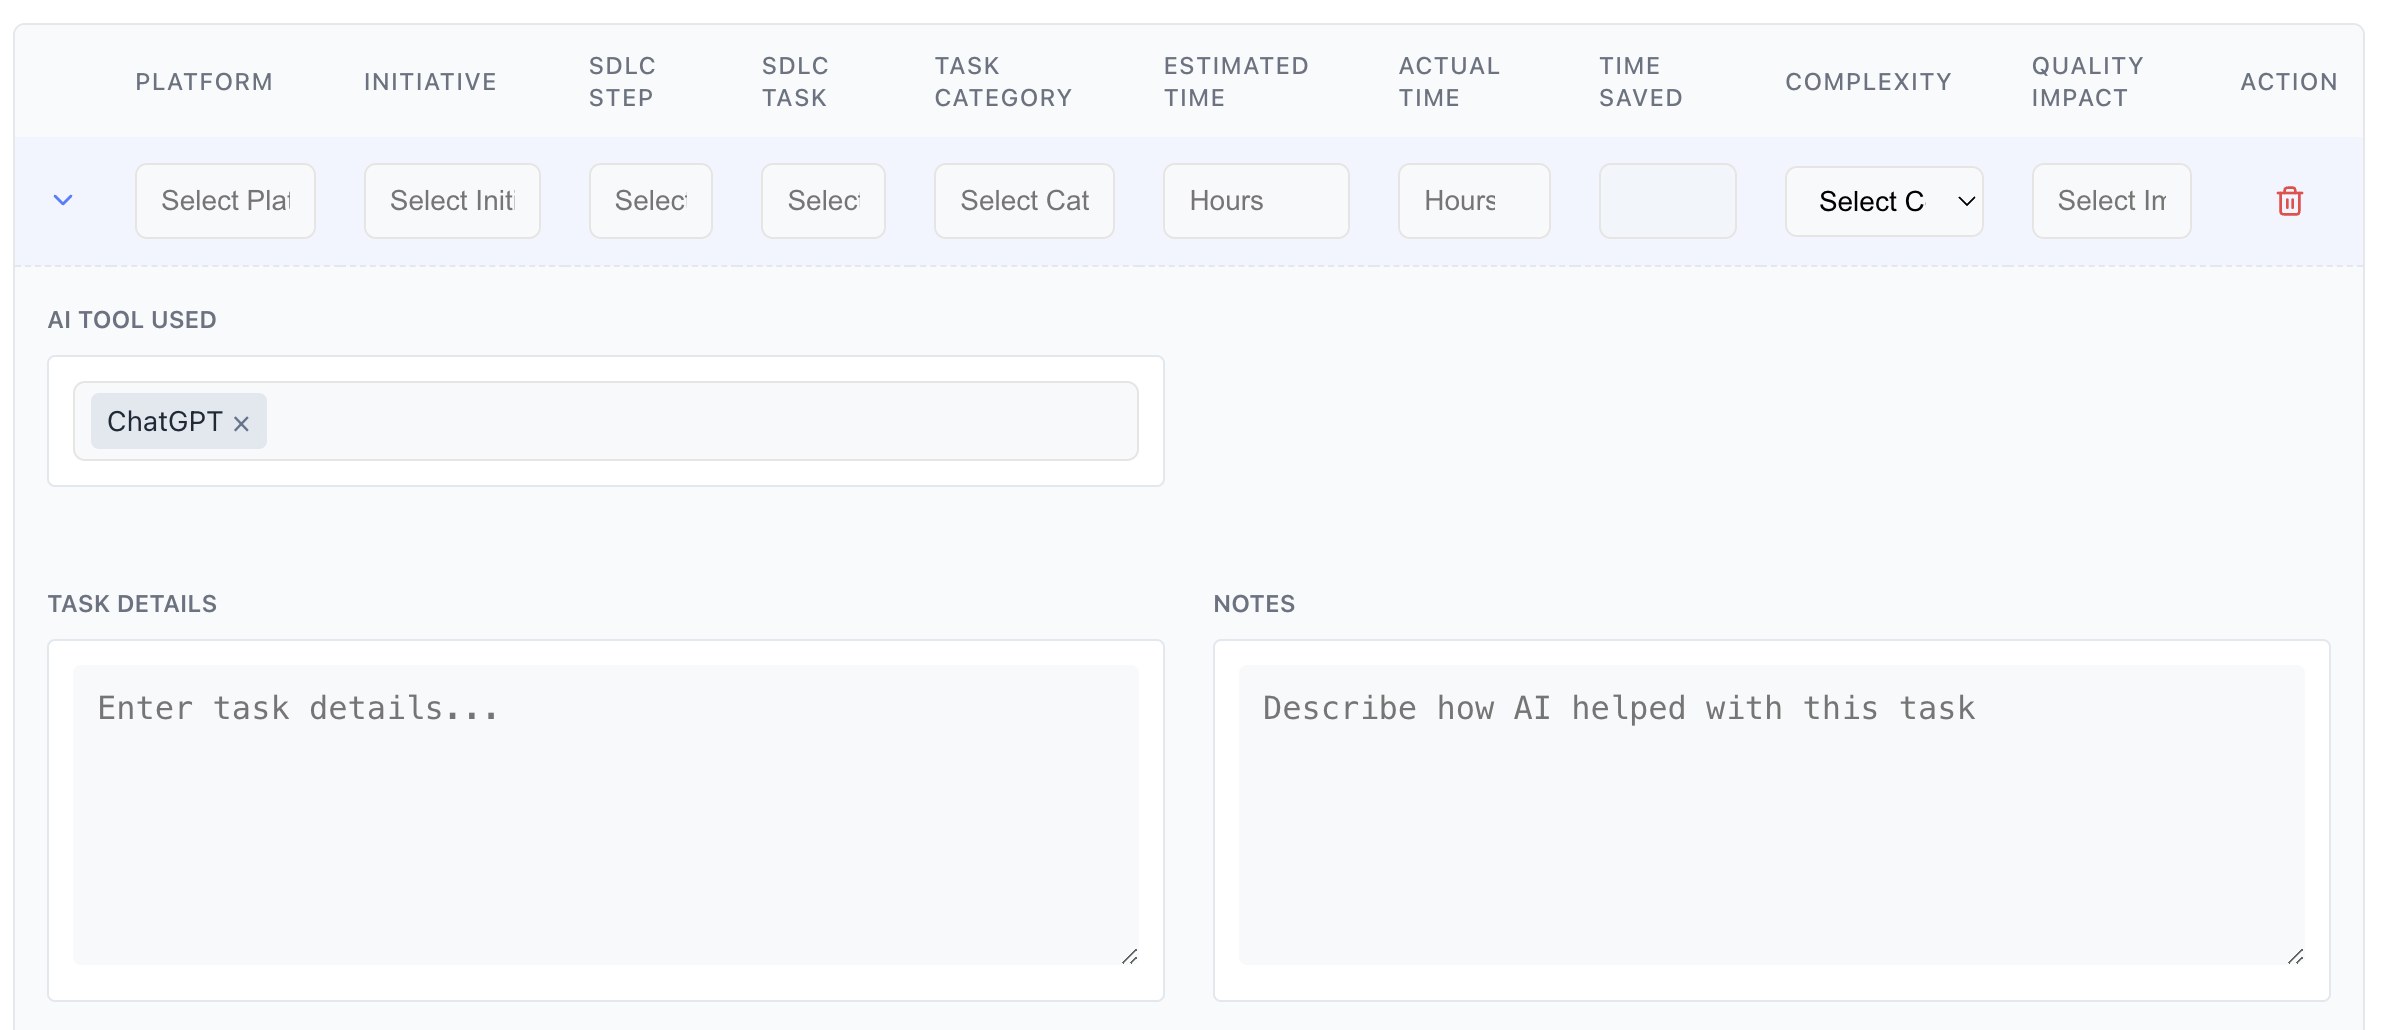 PLATFORM INITIATIVE SDLC STEP SDLC TASK TASK CATEGORY ESTIMATED TIME ACTUAL TIME TIME SAVED COMPLEXITY QUALITY IMPACT ACTION
Select Plat Select Initi Select Select Select Cat Hours Hours Select C Select Im
AI TOOL USED
ChatGPT ×
TASK DETAILS NOTES
Enter task details... Describe how AI helped with this task